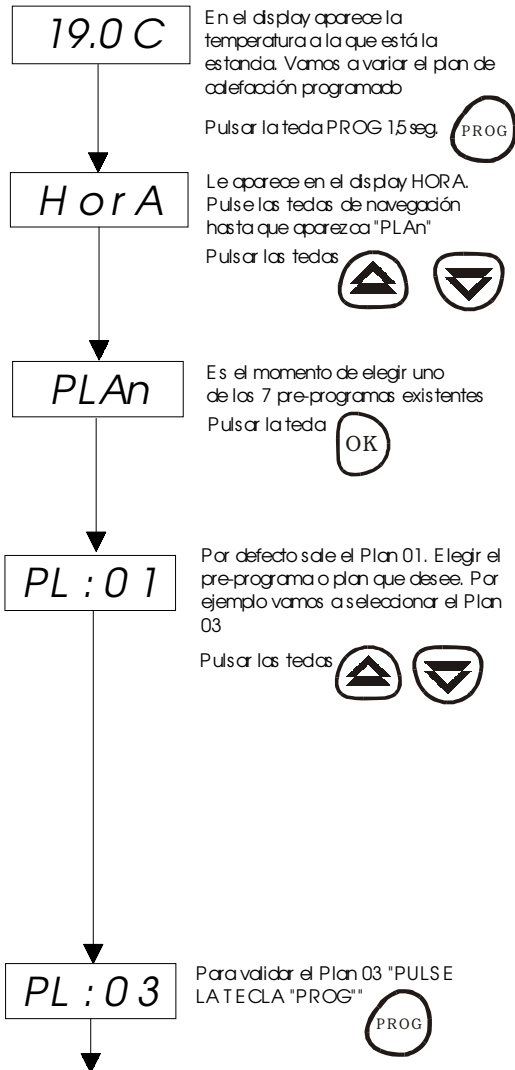 19.0 C
En el display aparece la
temperatura a la que está la
estancia. Vamos a variar el plan de
calefacción programado
Pulsar la tecla PROG 1,5 seg.
PROG
HorA
Le aparece en el display HORA.
Pulse las teclas de navegación
hasta que aparezca "PLAn"
Pulsar las teclas
PLAn
Es el momento de elegir uno
de los 7 pre-programas existentes
Pulsar la tecla
OK
PL : 0 1
Por defecto sale el Plan 01. Elegir el
pre-programa o plan que desee. Por
ejemplo vamos a seleccionar el Plan
03
Pulsar las teclas
PL : 0 3
Para validar el Plan 03 "PULSE
LA TECLA "PROG""
PROG